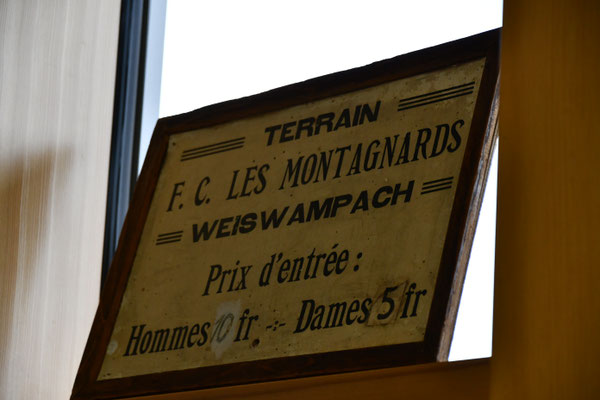 TERRAIN
F. C. LES MONTAGNARDS
WEISWAMPACH
Prix d'entrée :
Hommes 10 fr -:- Dames 5 fr